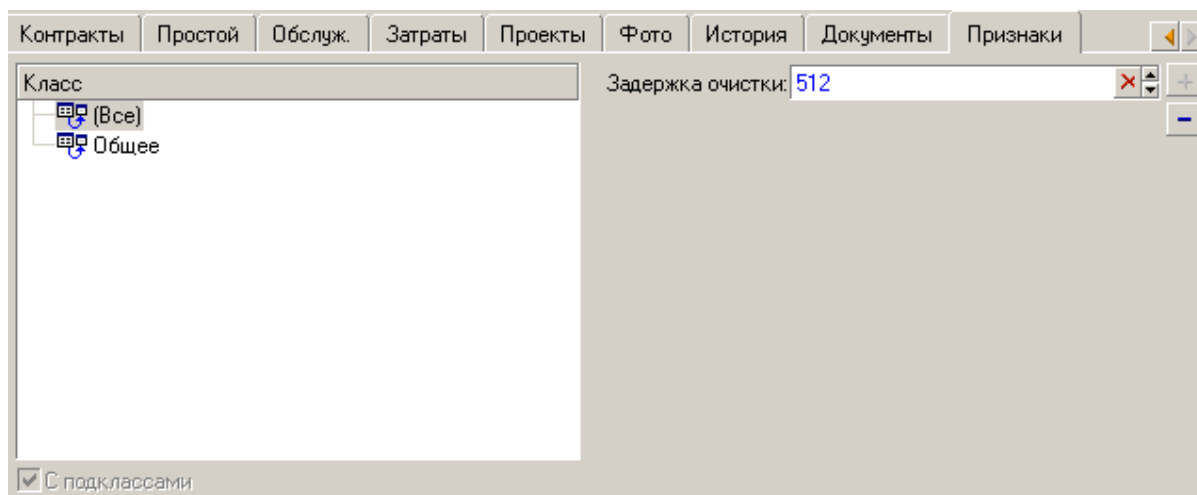 Контракты Простой Обслуж. Затраты Проекты Фото История Документы Признаки
Класс
(Все)
Общее
Задержка очистки: 512
С подклассами